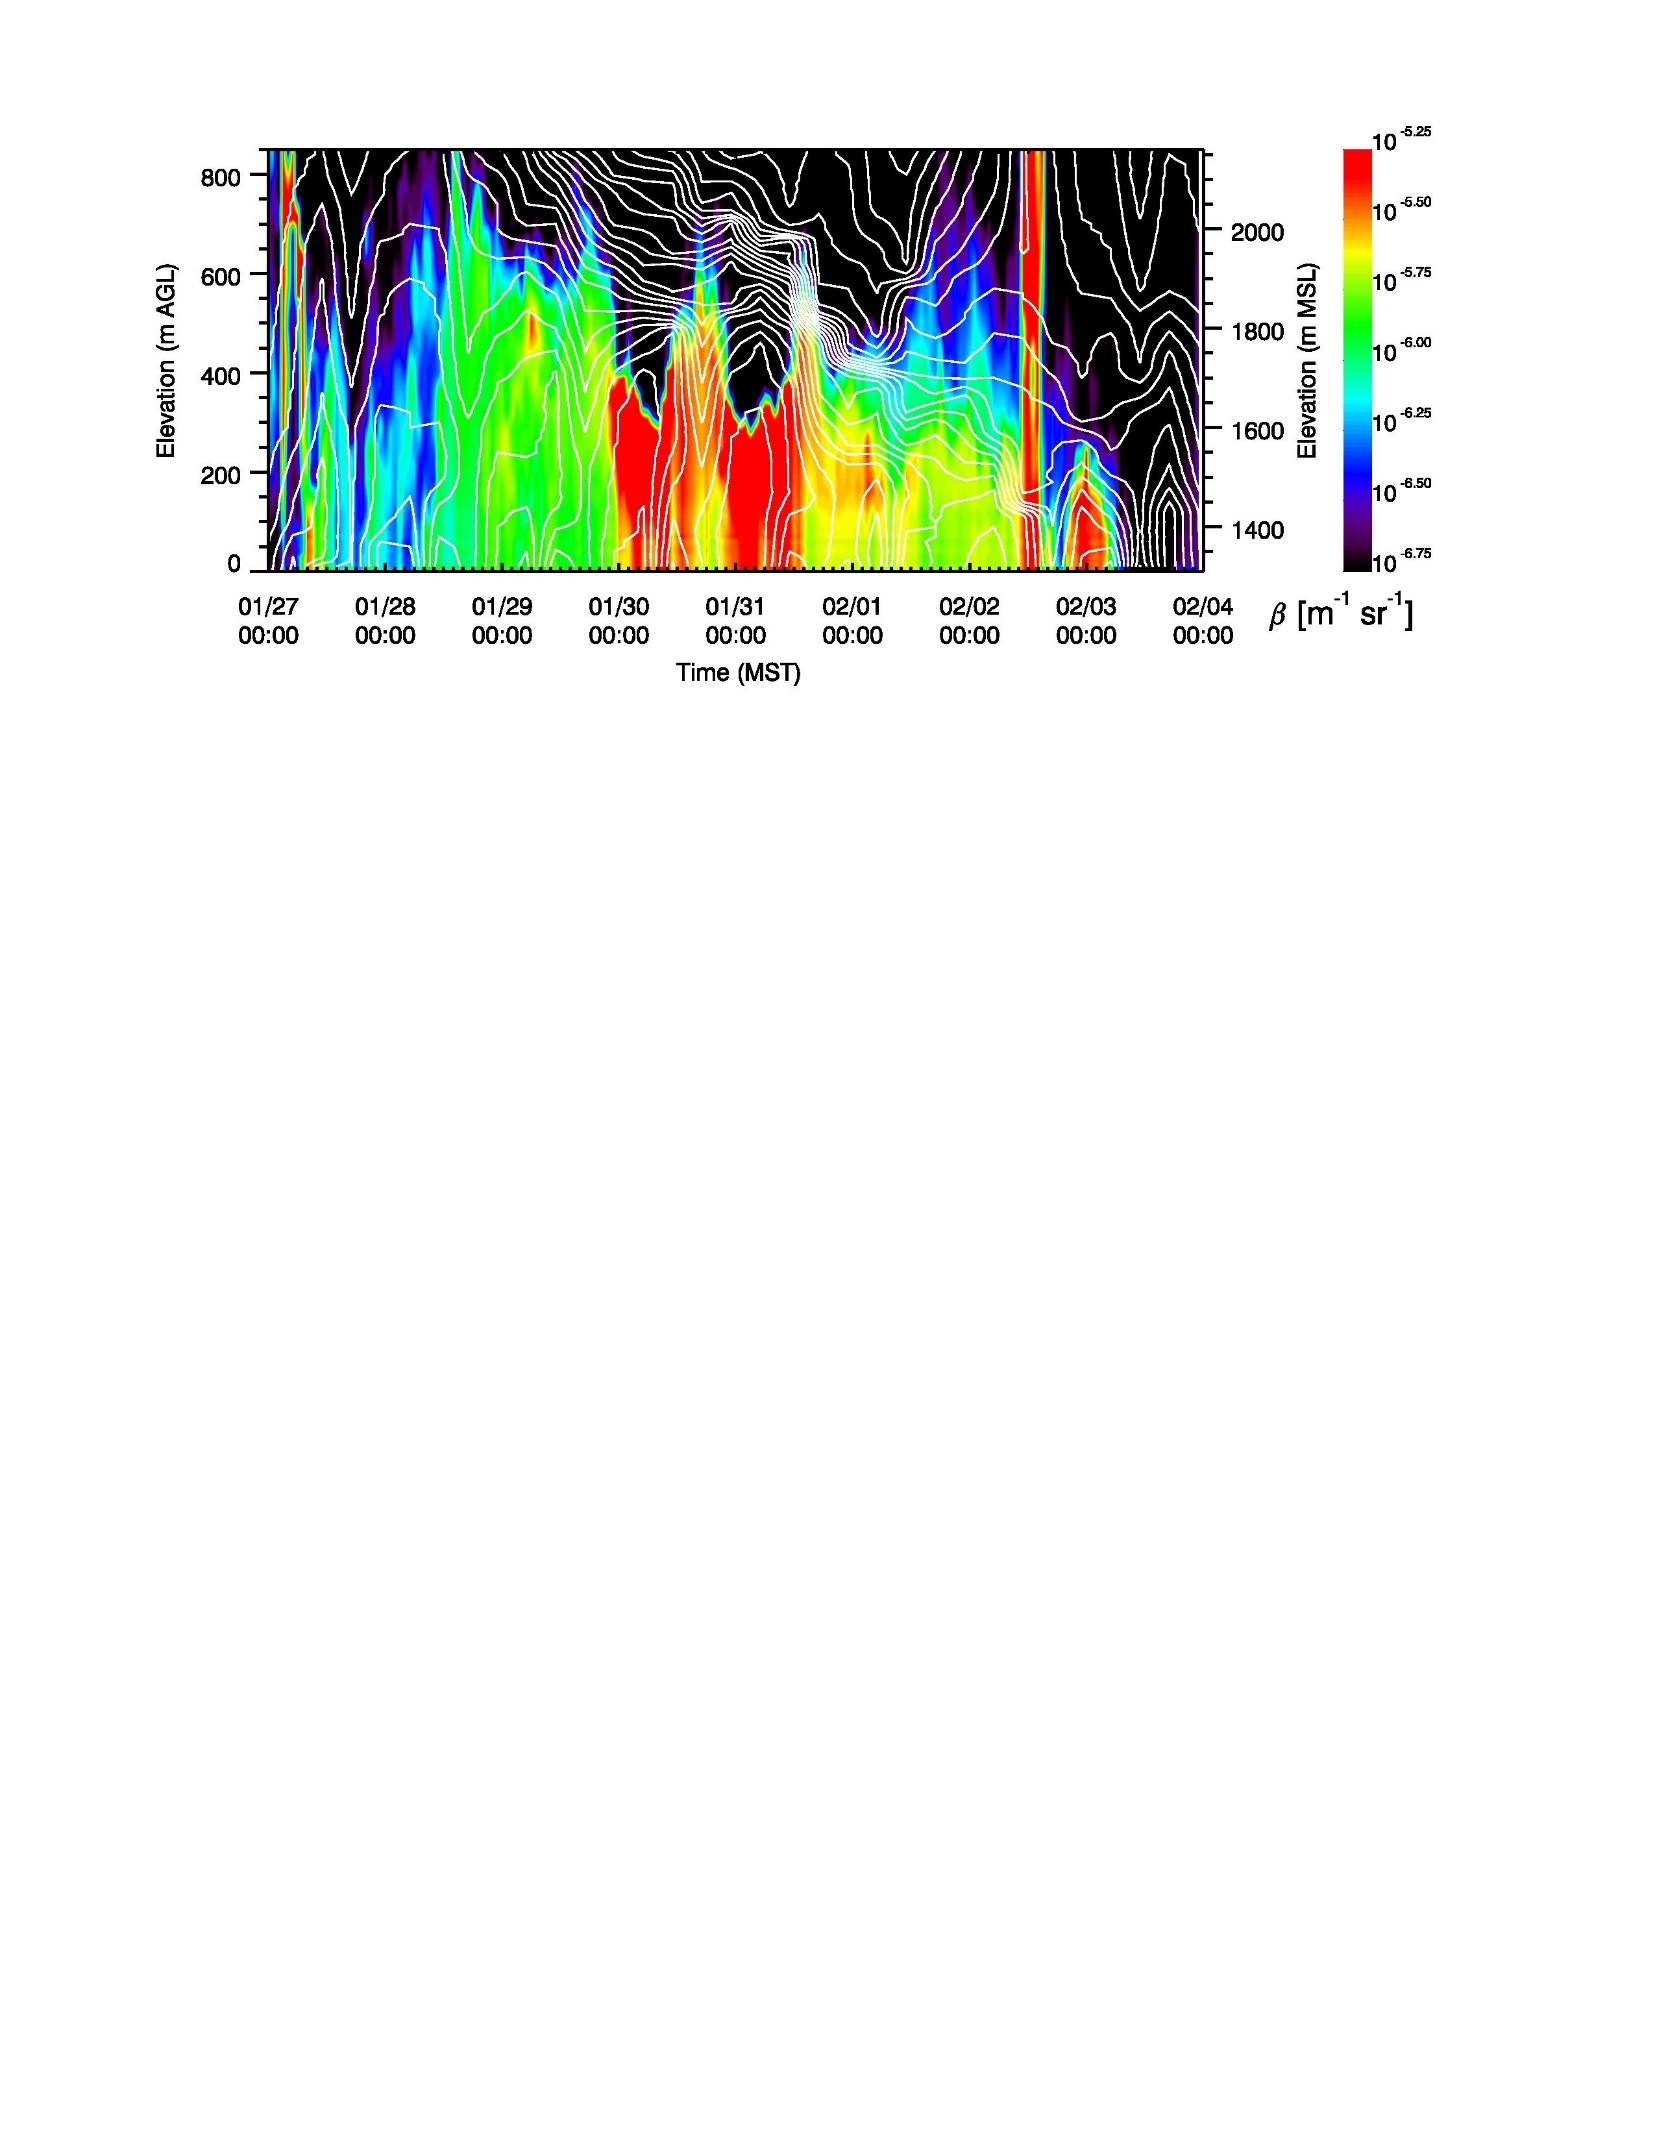 800
600
400
200
0
Elevation (m AGL)
2000
1800
1600
1400
Elevation (m MSL)
10 -5.25
10 -5.50
10 -5.75
10 -6.00
10 -6.25
10 -6.50
10 -6.75
β [m-1 sr-1]
01/27 01/28 01/29 01/30 01/31 02/01 02/02 02/03 02/04
00:00 00:00 00:00 00:00 00:00 00:00 00:00 00:00 00:00
Time (MST)